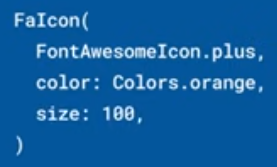 FaIcon(
  FontAwesomeIcon.plus,
  color: Colors.orange,
  size: 100,
)